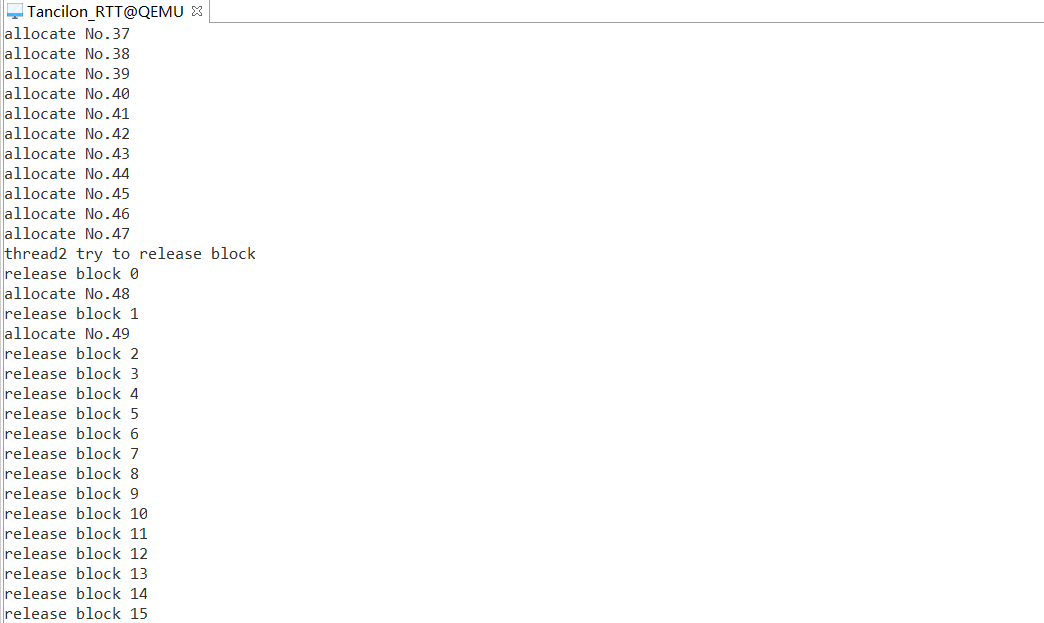 Tancilon_RTT@QEMU
allocate No.37
allocate No.38
allocate No.39
allocate No.40
allocate No.41
allocate No.42
allocate No.43
allocate No.44
allocate No.45
allocate No.46
allocate No.47
thread2 try to release block
release block 0
allocate No.48
release block 1
allocate No.49
release block 2
release block 3
release block 4
release block 5
release block 6
release block 7
release block 8
release block 9
release block 10
release block 11
release block 12
release block 13
release block 14
release block 15